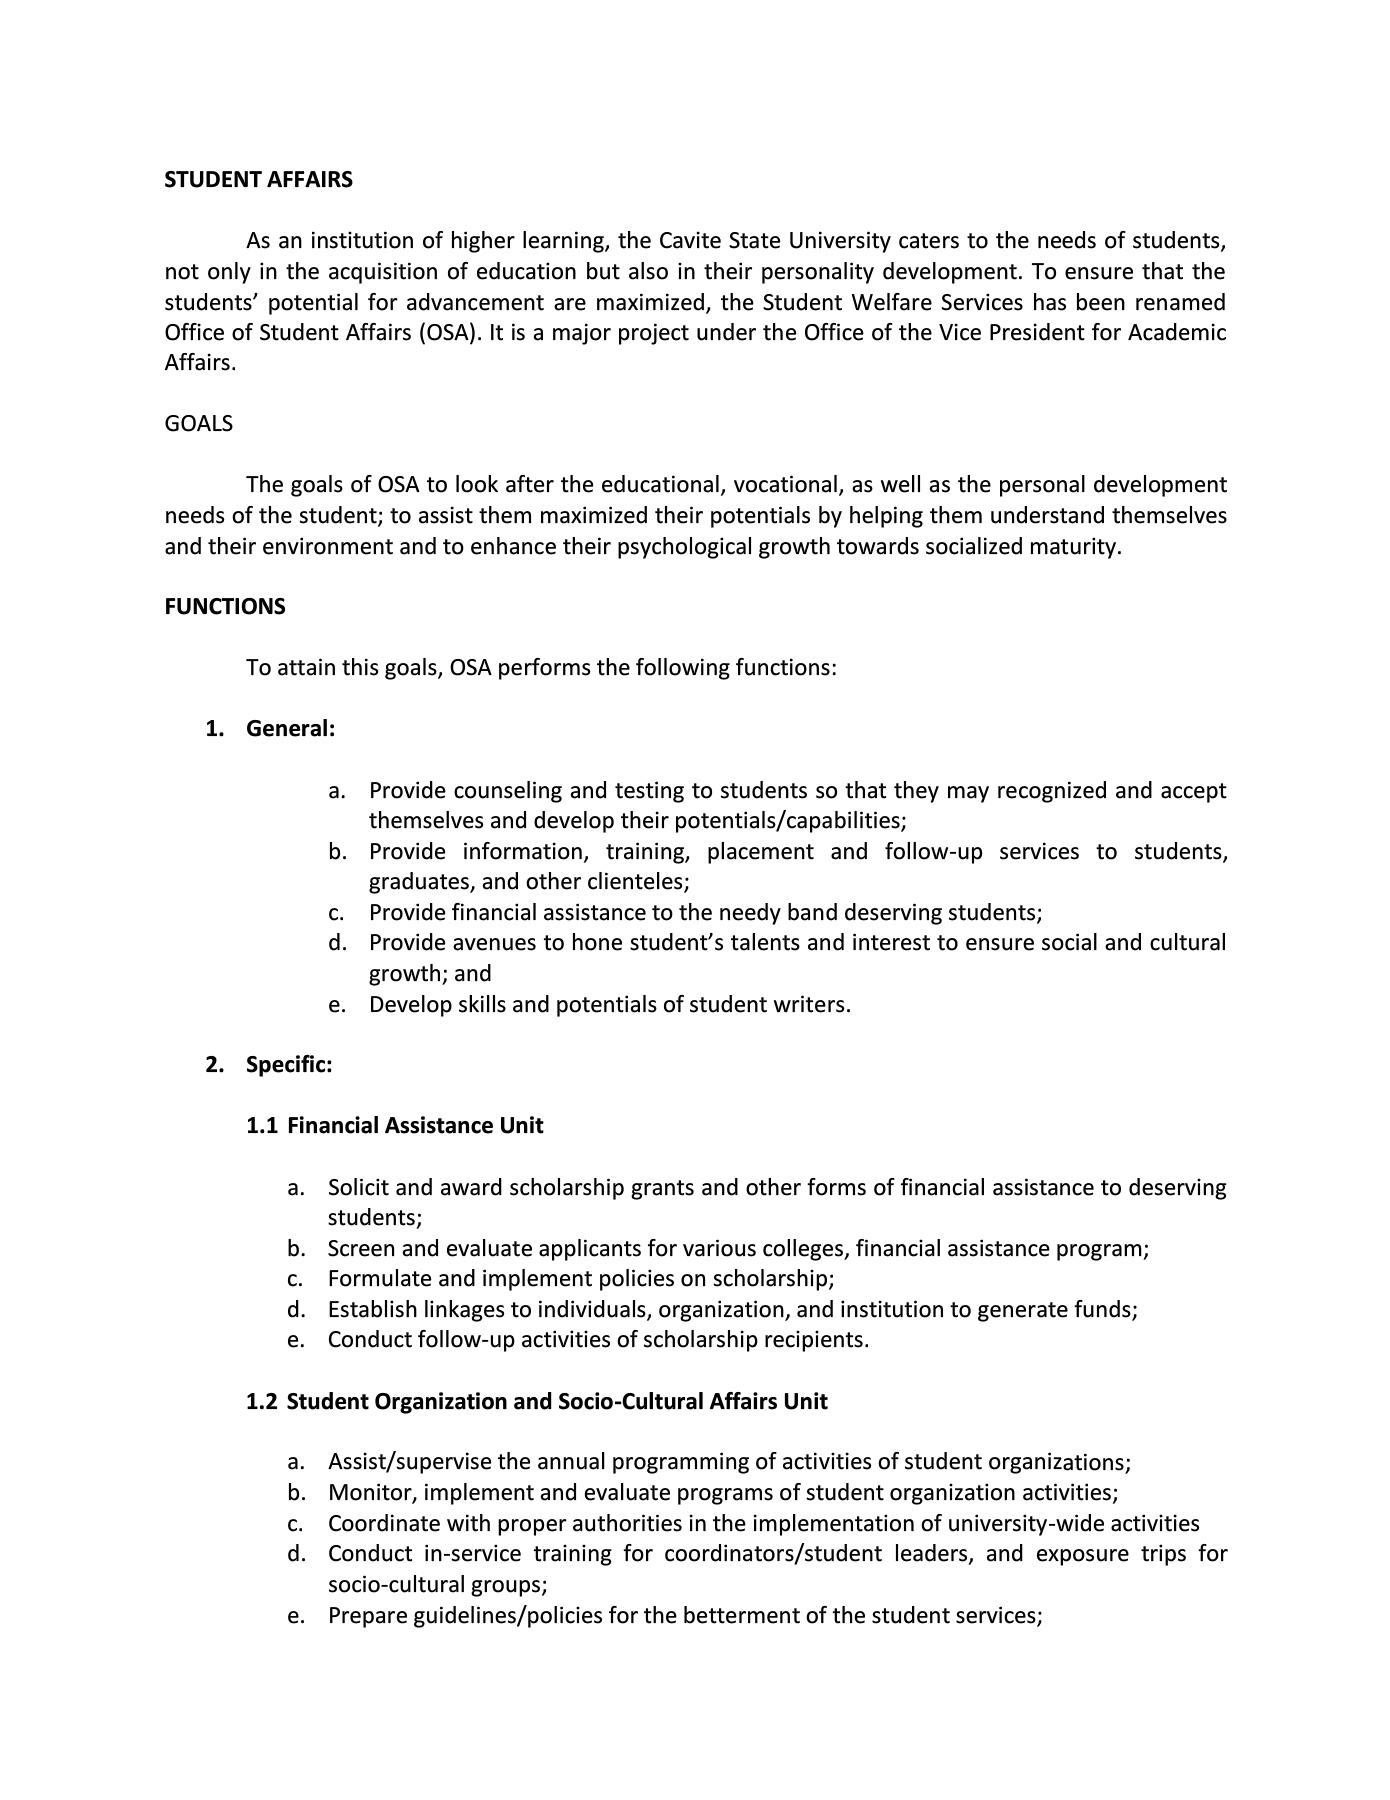 STUDENT AFFAIRS
As an institution of higher learning, the Cavite State University caters to the needs of students,
not only in the acquisition of education but also in their personality development. To ensure that the
students’ potential for advancement are maximized, the Student Welfare Services has been renamed
Office of Student Affairs (OSA). It is a major project under the Office of the Vice President for Academic
Affairs.
GOALS
The goals of OSA to look after the educational, vocational, as well as the personal development
needs of the student; to assist them maximized their potentials by helping them understand themselves
and their environment and to enhance their psychological growth towards socialized maturity.
FUNCTIONS
To attain this goals, OSA performs the following functions:
1. General:
a. Provide counseling and testing to students so that they may recognized and accept
themselves and develop their potentials/capabilities;
b. Provide information, training, placement and follow-up services to students,
graduates, and other clienteles;
c. Provide financial assistance to the needy band deserving students;
d. Provide avenues to hone student’s talents and interest to ensure social and cultural
growth; and
e. Develop skills and potentials of student writers.
2. Specific:
1.1 Financial Assistance Unit
a. Solicit and award scholarship grants and other forms of financial assistance to deserving
students;
b. Screen and evaluate applicants for various colleges, financial assistance program;
c. Formulate and implement policies on scholarship;
d. Establish linkages to individuals, organization, and institution to generate funds;
e. Conduct follow-up activities of scholarship recipients.
1.2 Student Organization and Socio-Cultural Affairs Unit
a. Assist/supervise the annual programming of activities of student organizations;
b. Monitor, implement and evaluate programs of student organization activities;
c. Coordinate with proper authorities in the implementation of university-wide activities
d. Conduct in-service training for coordinators/student leaders, and exposure trips for
socio-cultural groups;
e. Prepare guidelines/policies for the betterment of the student services;